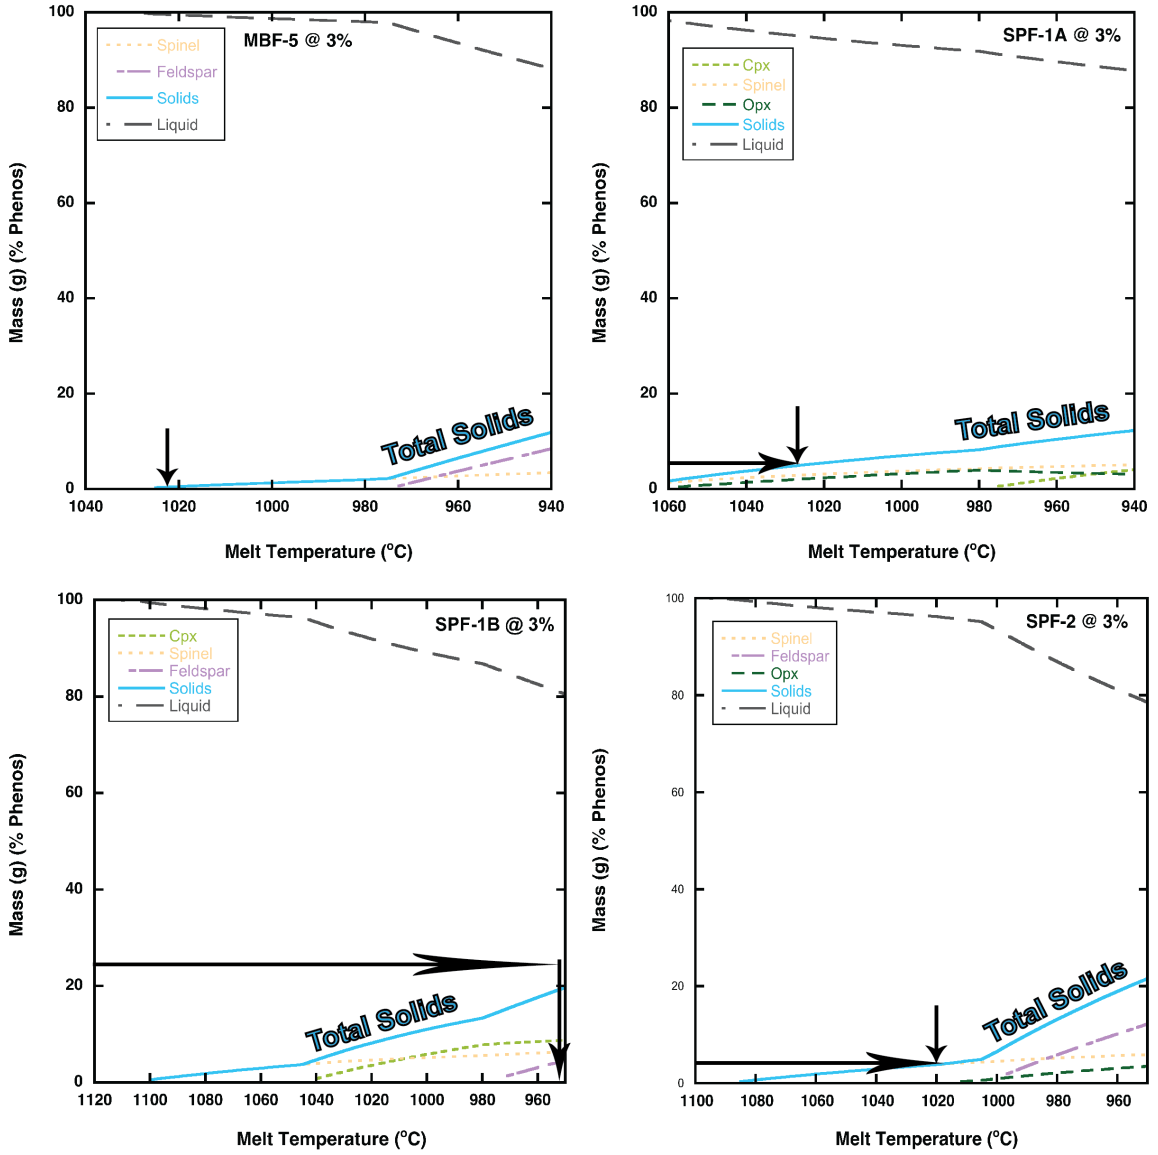 MBF-5 @ 3%
Spinel
Feldspar
Solids
Liquid
Total Solids
100
80
60
40
20
0
1040
1020
1000
980
960
940
Mass (g) (% Phenos)
Melt Temperature (oC)
SPF-1A @ 3%
Cpx
Spinel
Opx
Solids
Liquid
Total Solids
100
80
60
40
20
0
1060
1040
1020
1000
980
960
940
Mass (g) (% Phenos)
Melt Temperature (oC)
SPF-1B @ 3%
Cpx
Spinel
Feldspar
Solids
Liquid
Total Solids
100
80
60
40
20
0
1120
1100
1080
1060
1040
1020
1000
980
960
Mass (g) (% Phenos)
Melt Temperature (oC)
SPF-2 @ 3%
Spinel
Feldspar
Opx
Solids
Liquid
Total Solids
100
80
60
40
20
0
1100
1080
1060
1040
1020
1000
980
960
Mass (g) (% Phenos)
Melt Temperature (oC)